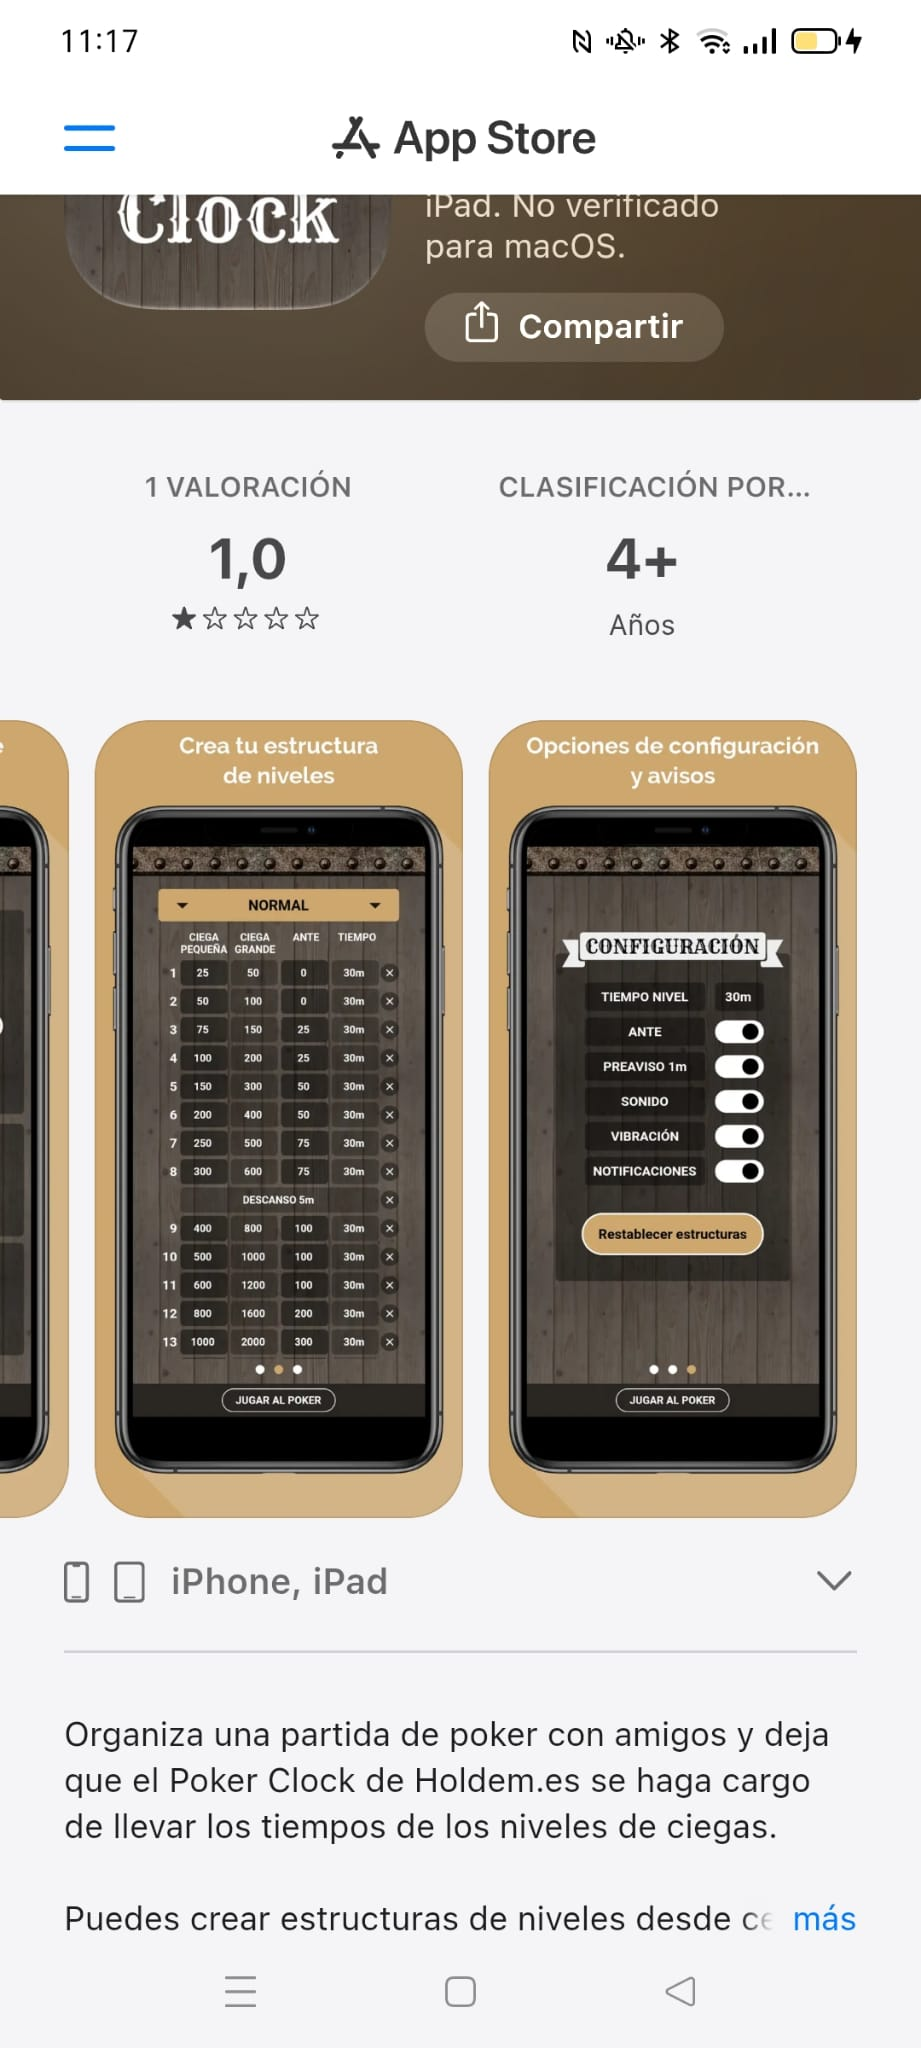 11:17
App Store
Clock
iPad. No verificado
para macOS.
Compartir
1 VALORACIÓN
1,0
CLASIFICACIÓN POR...
4+
Años
Crea tu estructura
de niveles
NORMAL
CIEGA PEQUEÑA CIEGA GRANDE ANTE TIEMPO
1 25 50 0 30m
2 50 100 0 30m
3 75 150 25 30m
4 100 200 25 30m
5 150 300 50 30m
6 200 400 50 30m
7 250 500 75 30m
8 300 600 75 30m
DESCANSO 5m
9 400 800 100 30m
10 500 1000 100 30m
11 600 1200 100 30m
12 800 1600 200 30m
13 1000 2000 300 30m
JUGAR AL POKER
Opciones de configuración
y avisos
CONFIGURACIÓN
TIEMPO NIVEL 30m
ANTE
PREAVISO 1m
SONIDO
VIBRACIÓN
NOTIFICACIONES
Restablecer estructuras
JUGAR AL POKER
iPhone, iPad
Organiza una partida de poker con amigos y deja
que el Poker Clock de Holdem.es se haga cargo
de llevar los tiempos de los niveles de ciegas.
Puedes crear estructuras de niveles desde más